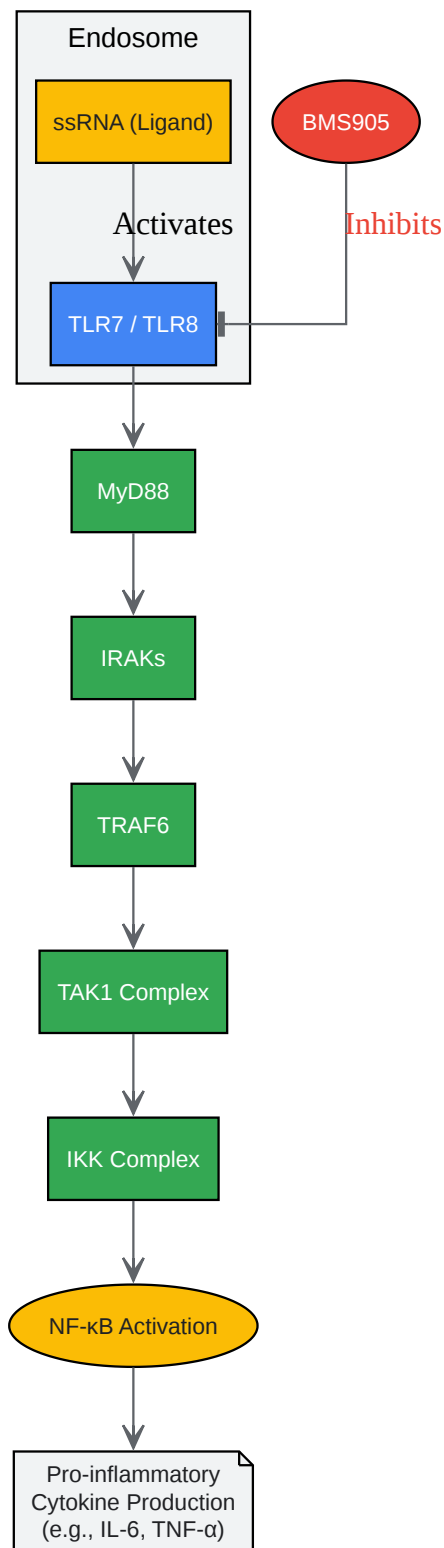 Endosome
ssRNA (Ligand)
BMS905
Activates
Inhibits
TLR7 / TLR8
MyD88
IRAKs
TRAF6
TAK1 Complex
IKK Complex
NF-κB Activation
Pro-inflammatory
Cytokine Production
(e.g., IL-6, TNF-α)